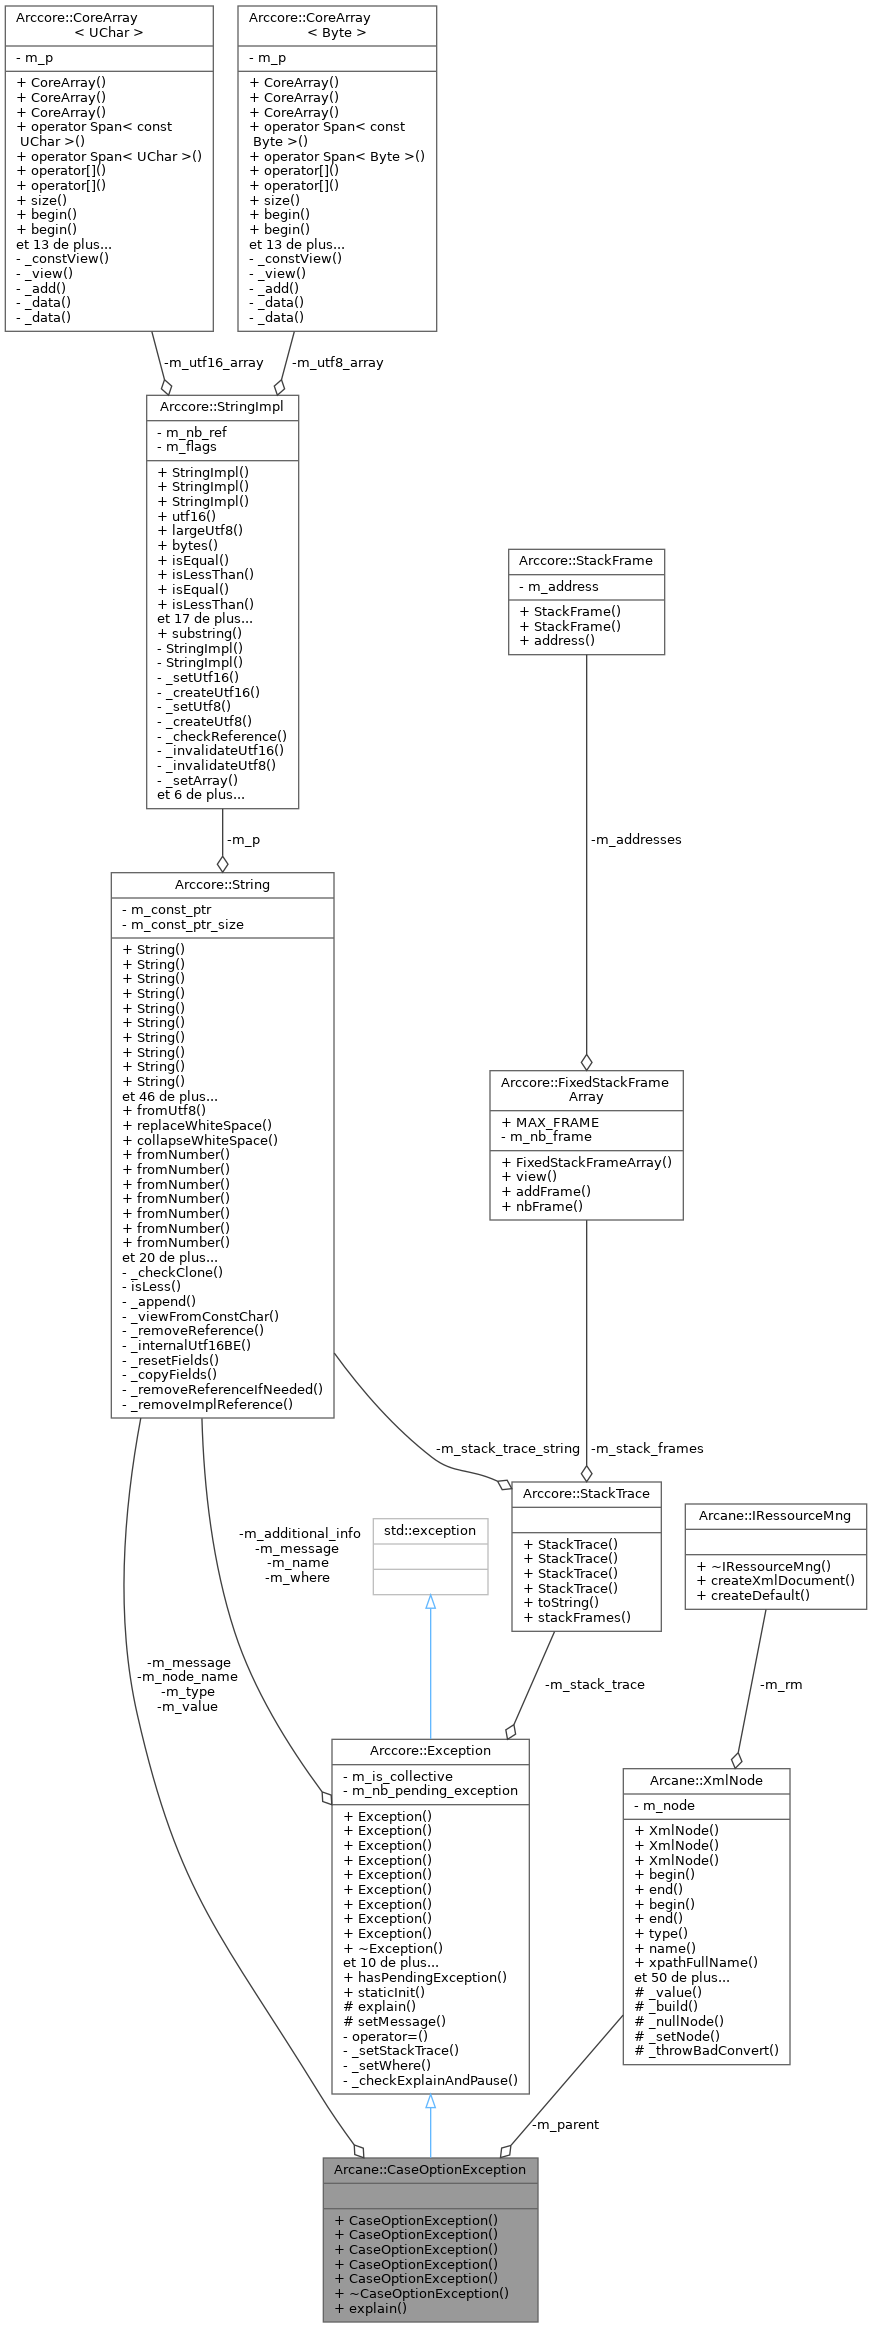 Arccore::CoreArray
< UChar >
- m_p
+ CoreArray()
+ CoreArray()
+ CoreArray()
+ operator Span< const
UChar >()
+ operator Span< UChar >()
+ operator[]()
+ operator[]()
+ size()
+ begin()
+ begin()
et 13 de plus...
- _constView()
- _view()
- _add()
- _data()
- _data()
Arccore::CoreArray
< Byte >
- m_p
+ CoreArray()
+ CoreArray()
+ CoreArray()
+ operator Span< const
Byte >()
+ operator Span< Byte >()
+ operator[]()
+ operator[]()
+ size()
+ begin()
+ begin()
et 13 de plus...
- _constView()
- _view()
- _add()
- _data()
- _data()
-m_utf16_array
-m_utf8_array
Arccore::StringImpl
- m_nb_ref
- m_flags
+ StringImpl()
+ StringImpl()
+ StringImpl()
+ utf16()
+ largeUtf8()
+ bytes()
+ isEqual()
+ isLessThan()
+ isEqual()
+ isLessThan()
et 17 de plus...
+ substring()
- StringImpl()
- StringImpl()
- _setUtf16()
- _createUtf16()
- _setUtf8()
- _createUtf8()
- _checkReference()
- _invalidateUtf16()
- _invalidateUtf8()
- _setArray()
et 6 de plus...
Arccore::StackFrame
- m_address
+ StackFrame()
+ StackFrame()
+ address()
-m_p
-m_addresses
Arccore::String
- m_const_ptr
- m_const_ptr_size
+ String()
+ String()
+ String()
+ String()
+ String()
+ String()
+ String()
+ String()
+ String()
+ String()
et 46 de plus...
+ fromUtf8()
+ replaceWhiteSpace()
+ collapseWhiteSpace()
+ fromNumber()
+ fromNumber()
+ fromNumber()
+ fromNumber()
+ fromNumber()
+ fromNumber()
+ fromNumber()
et 20 de plus...
- _checkClone()
- isLess()
- _append()
- _viewFromConstChar()
- _removeReference()
- _internalUtf16BE()
- _resetFields()
- _copyFields()
- _removeReferenceIfNeeded()
- _removeImplReference()
Arccore::FixedStackFrame
Array
+ MAX_FRAME
- m_nb_frame
+ FixedStackFrameArray()
+ view()
+ addFrame()
+ nbFrame()
-m_stack_trace_string
-m_stack_frames
Arccore::StackTrace
+ StackTrace()
+ StackTrace()
+ StackTrace()
+ StackTrace()
+ toString()
+ stackFrames()
Arcane::IRessourceMng
+ ~IRessourceMng()
+ createXmlDocument()
+ createDefault()
std::exception
-m_additional_info
-m_message
-m_name
-m_where
-m_message
-m_node_name
-m_type
-m_value
-m_stack_trace
-m_rm
Arccore::Exception
- m_is_collective
- m_nb_pending_exception
+ Exception()
+ Exception()
+ Exception()
+ Exception()
+ Exception()
+ Exception()
+ Exception()
+ Exception()
+ Exception()
+ ~Exception()
et 10 de plus...
+ hasPendingException()
+ staticInit()
# explain()
# setMessage()
- operator=()
- _setStackTrace()
- _setWhere()
- _checkExplainAndPause()
Arcane::XmlNode
- m_node
+ XmlNode()
+ XmlNode()
+ XmlNode()
+ begin()
+ end()
+ begin()
+ end()
+ type()
+ name()
+ xpathFullName()
et 50 de plus...
# _value()
# _build()
# _nullNode()
# _setNode()
# _throwBadConvert()
-m_parent
Arcane::CaseOptionException
+ CaseOptionException()
+ CaseOptionException()
+ CaseOptionException()
+ CaseOptionException()
+ CaseOptionException()
+ ~CaseOptionException()
+ explain()